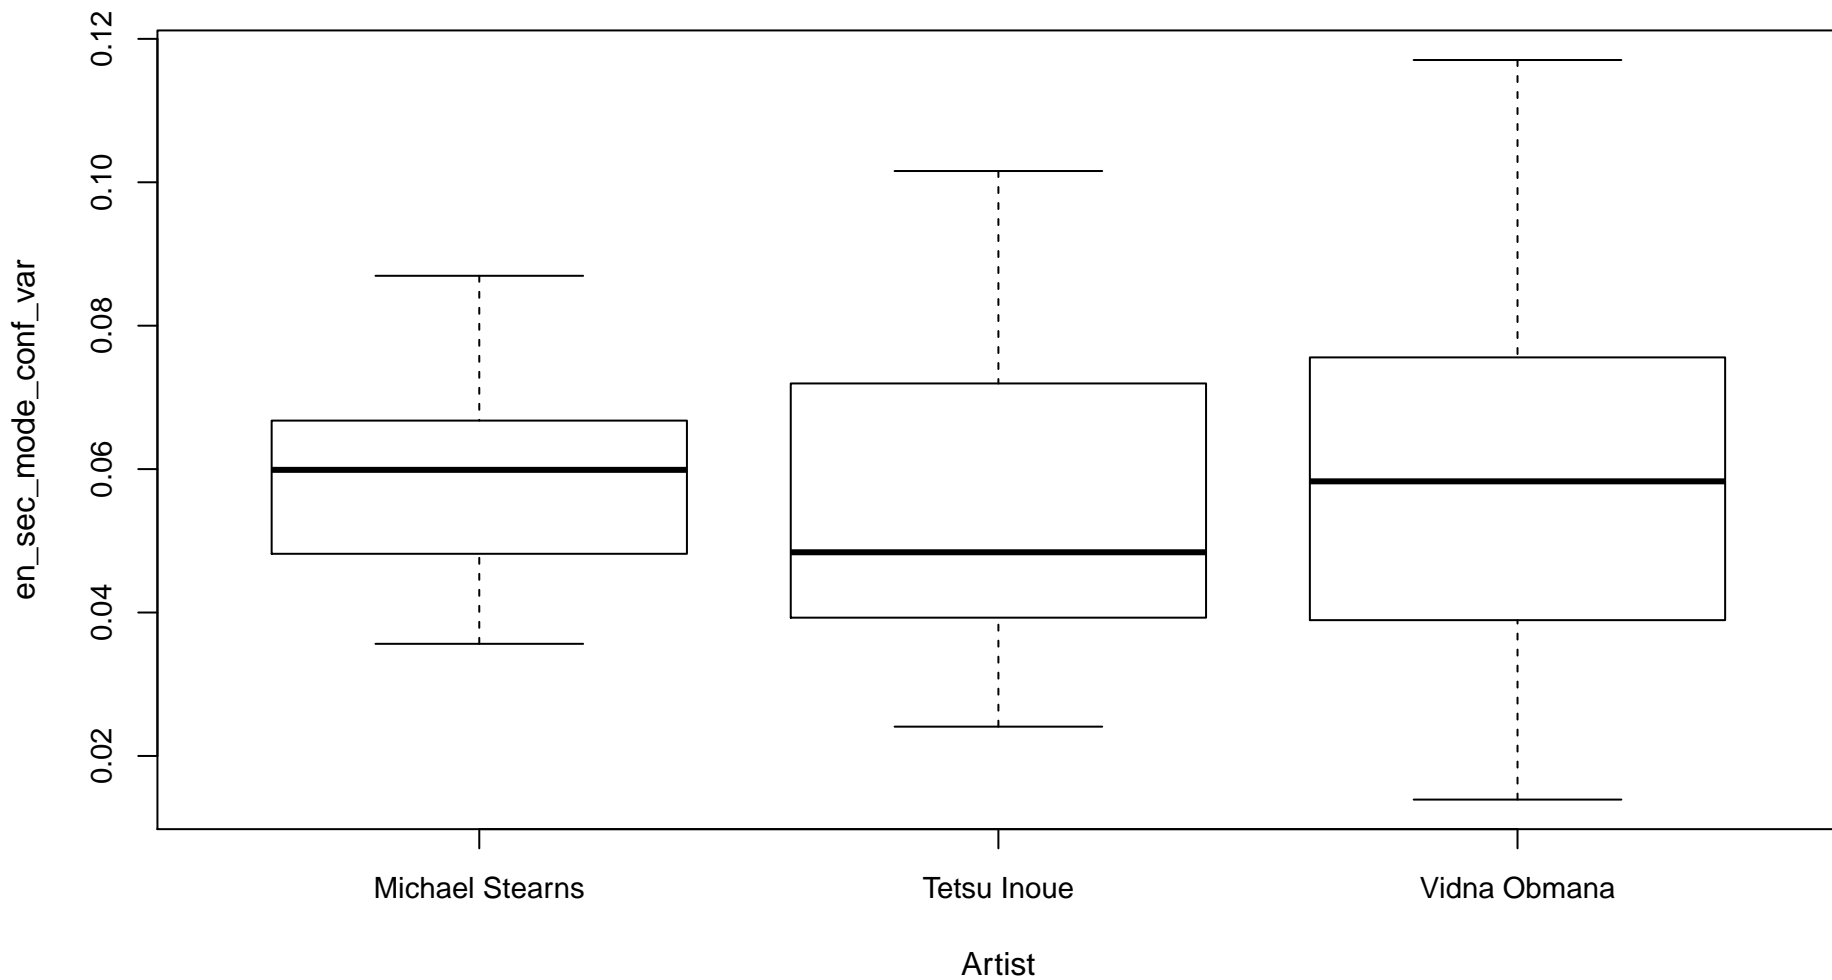 en_sec_mode_conf_var
0.12
0.10
0.08
0.06
0.04
0.02
Michael Stearns
Tetsu Inoue
Vidna Obmana
Artist